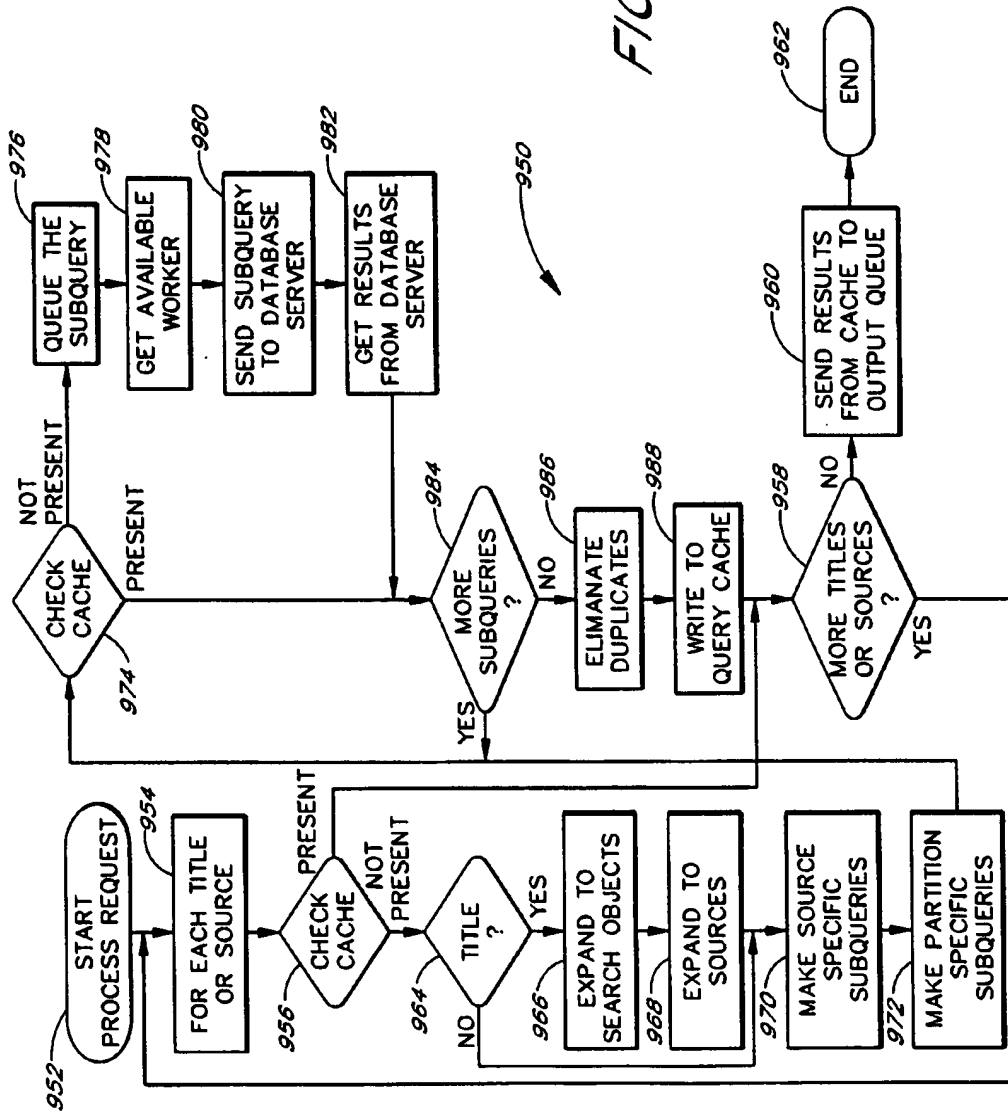 952
START
PROCESS REQUEST
954
FOR EACH TITLE
OR SOURCE
956
CHECK
CACHE
PRESENT
NOT
PRESENT
964
TITLE
?
NO
YES
966
EXPAND TO
SEARCH OBJECTS
968
EXPAND TO
SOURCES
970
MAKE SOURCE
SPECIFIC
SUBQUERIES
972
MAKE PARTITION
SPECIFIC
SUBQUERIES
974
CHECK
CACHE
NOT
PRESENT
PRESENT
976
QUEUE THE
SUBQUERY
978
GET AVAILABLE
WORKER
980
SEND SUBQUERY
TO DATABASE
SERVER
982
GET RESULTS
FROM DATABASE
SERVER
984
MORE
SUBQUERIES
?
YES
NO
986
ELIMANATE
DUPLICATES
988
WRITE TO
QUERY CACHE
958
MORE TITLES
OR SOURCES
?
YES
NO
960
SEND RESULTS
FROM CACHE TO
OUTPUT QUEUE
962
END
950